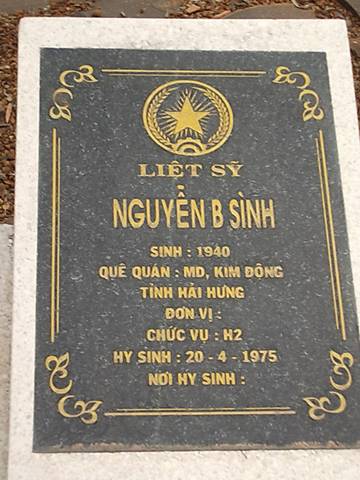 LIỆT SỸ
NGUYỄN B SÌNH
SINH : 1940
QUÊ QUÁN : MD, KIM ĐỘNG
TỈNH HẢI HƯNG
ĐƠN VỊ :
CHỨC VỤ : H2
HY SINH : 20 - 4 - 1975
NƠI HY SINH :